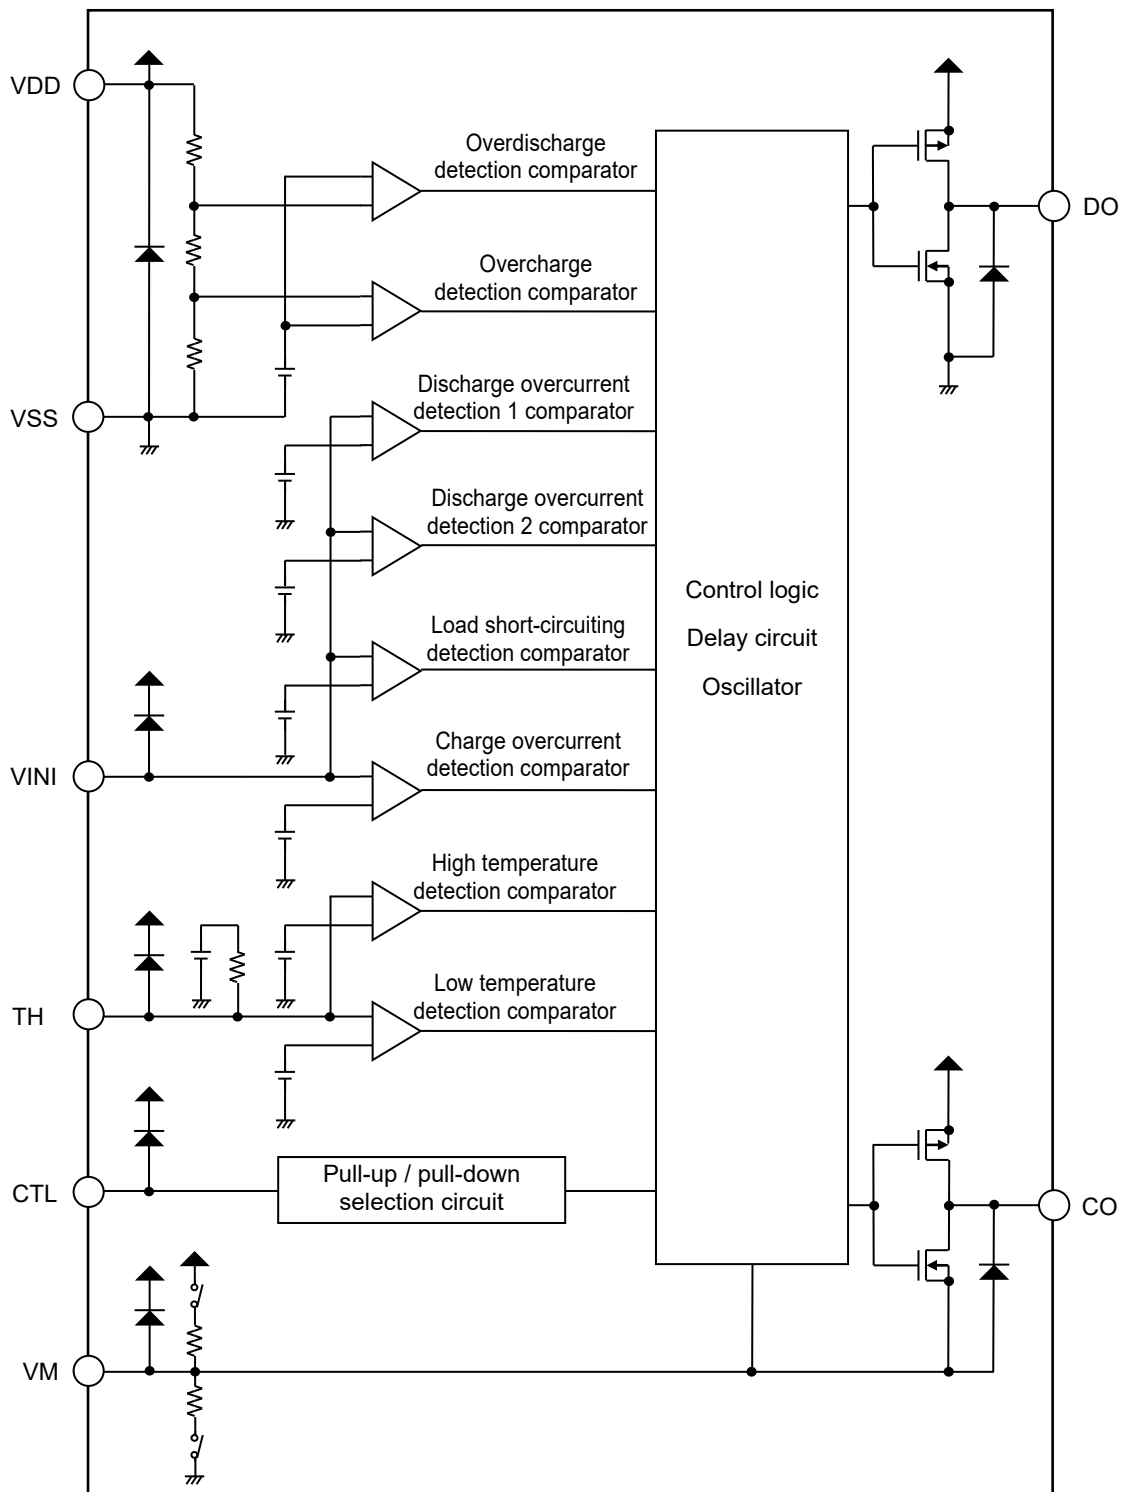 VDD
Overdischarge
detection comparator
DO
Overcharge
detection comparator
VSS
Discharge overcurrent
detection 1 comparator
Discharge overcurrent
detection 2 comparator
Control logic
Delay circuit
Oscillator
Load short-circuiting
detection comparator
VINI
Charge overcurrent
detection comparator
High temperature
detection comparator
TH
Low temperature
detection comparator
CTL
Pull-up / pull-down
selection circuit
CO
VM